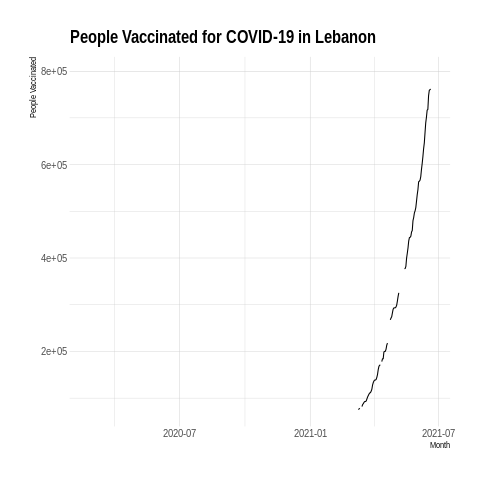 People Vaccinated for COVID-19 in Lebanon
People Vaccinated
8e+05
6e+05
4e+05
2e+05
2020-07
2021-01
2021-07
Month